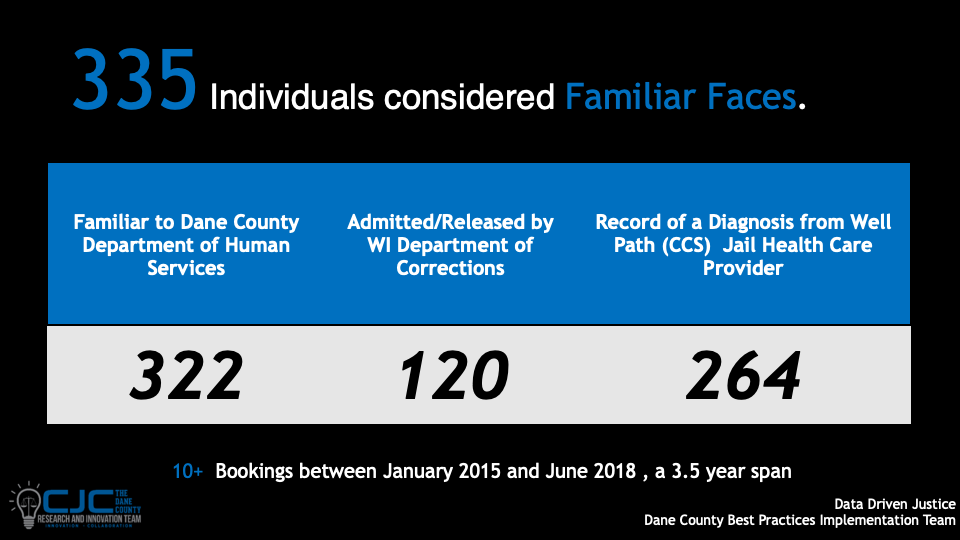 335 Individuals considered Familiar Faces.
Familiar to Dane County
Department of Human
Services
Admitted/Released by
WI Department of
Corrections
Record of a Diagnosis from Well
Path (CCS)  Jail Health Care
Provider
322
120
264
10+  Bookings between January 2015 and June 2018 , a 3.5 year span
CJC THE
DANE
COUNTY
RESEARCH AND INNOVATION TEAM
INNOVATION - COLLABORATION
Data Driven Justice
Dane County Best Practices Implementation Team